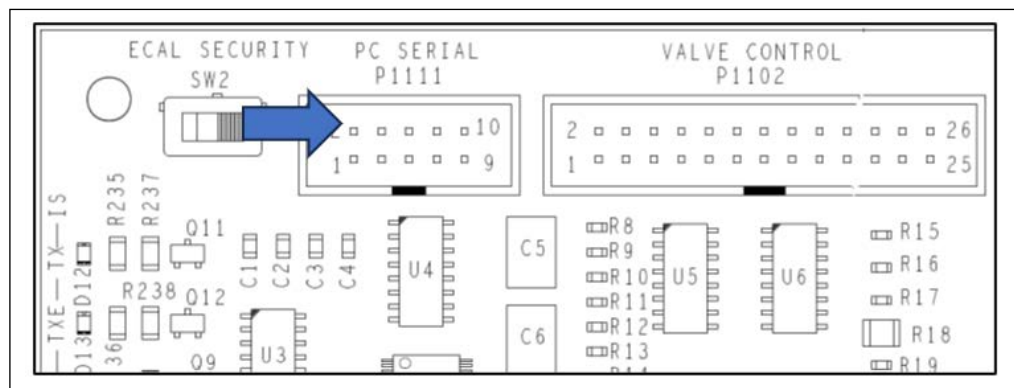 ECAL SECURITY
SW2
PC SERIAL
P1111
10
1
9
VALVE CONTROL
P1102
2
26
1
25
TXE-TX-IS
D12
D13
R235
R237
R238
36
Q11
Q12
Q9
C1
C2
C3
C4
U3
U4
C5
C6
R8
R9
R10
R11
R12
R13
U5
U6
R15
R16
R17
R18
R19